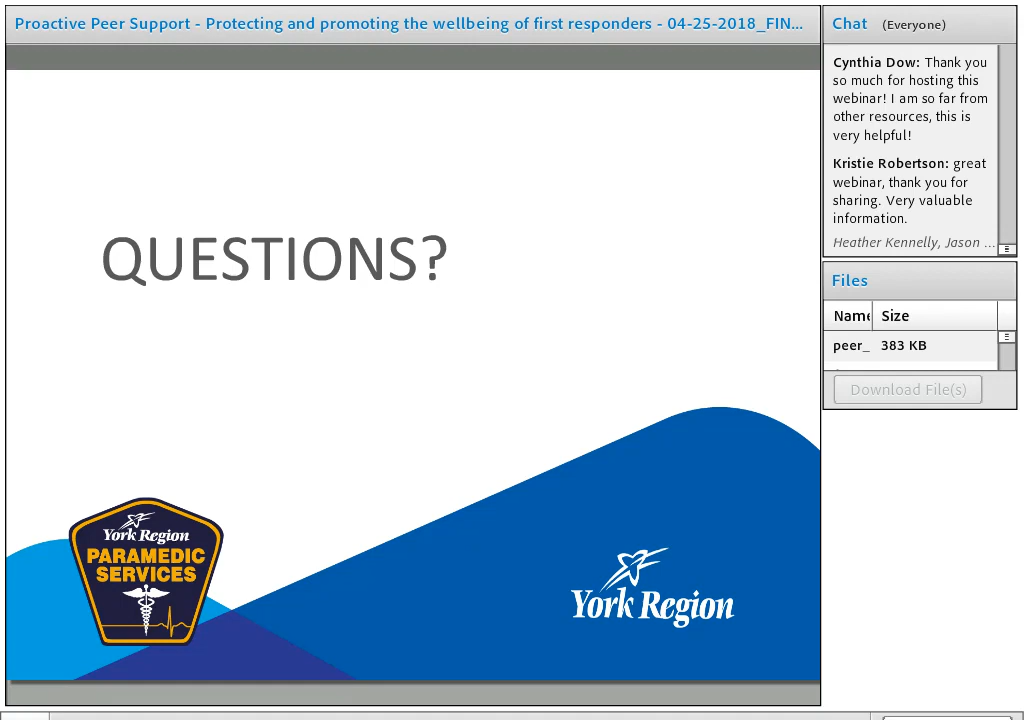 Proactive Peer Support - Protecting and promoting the wellbeing of first responders - 04-25-2018_FIN...
QUESTIONS?
York Region
PARAMEDIC
SERVICES
York Region
Chat (Everyone)
Cynthia Dow: Thank you
so much for hosting this
webinar! I am so far from
other resources, this is
very helpful!
Kristie Robertson: great
webinar, thank you for
sharing. Very valuable
information.
Heather Kennelly, Jason ...
Files
Name Size
peer_ 383 KB
Download File(s)